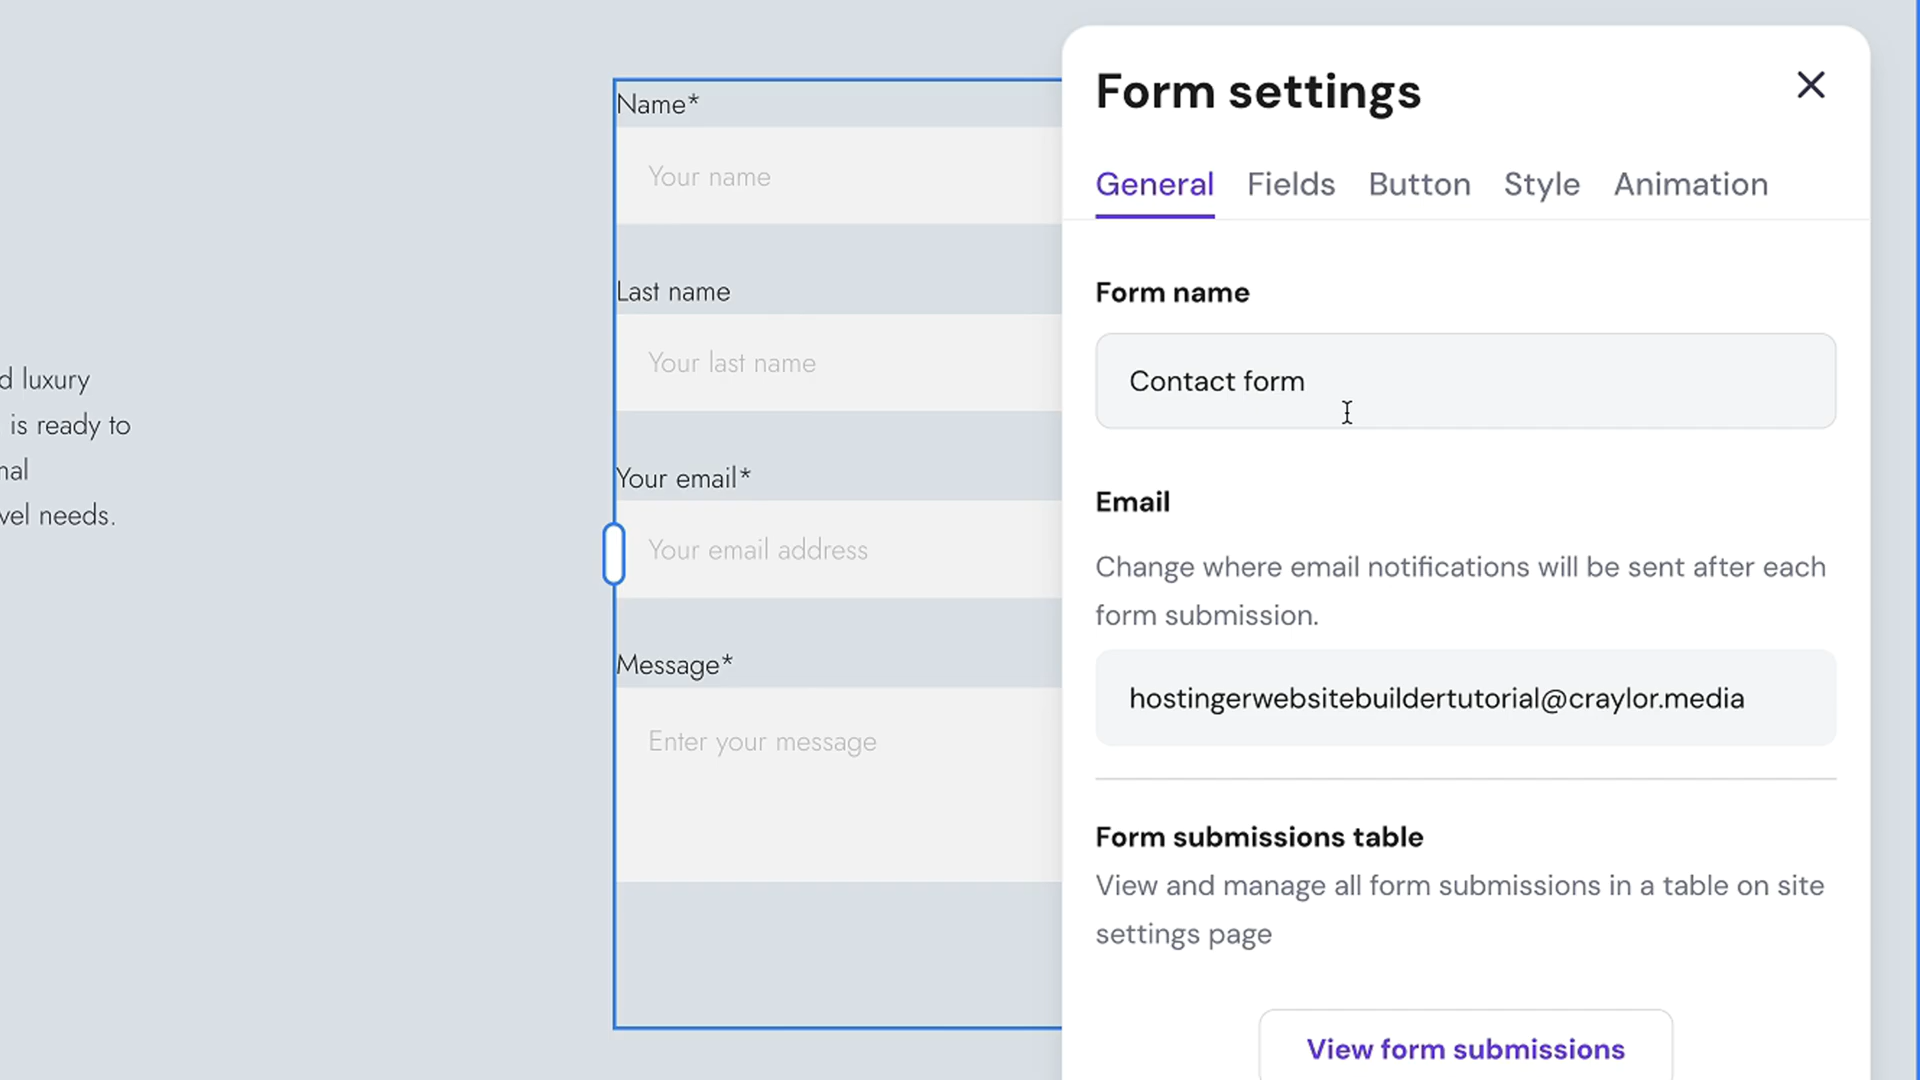 d luxury
is ready to
nal
vel needs.
Name*
Your name
Last name
Your last name
Your email*
Your email address
Message*
Enter your message
Form settings
General Fields Button Style Animation
Form name
Contact form
Email
Change where email notifications will be sent after each
form submission.
hostingerwebsitebuildertutorial@craylor.media
Form submissions table
View and manage all form submissions in a table on site
settings page
View form submissions